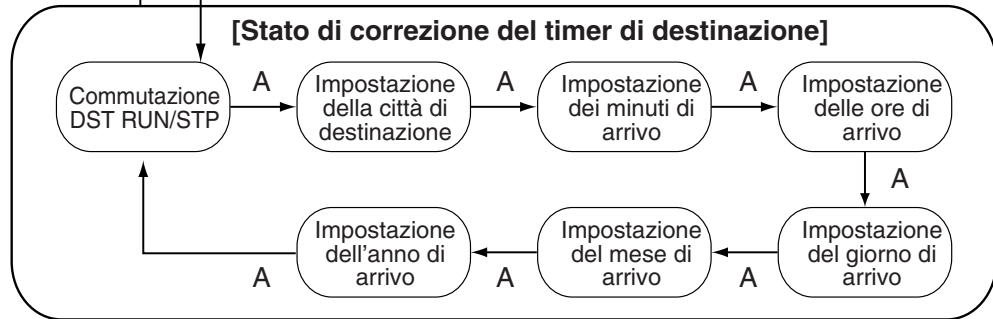 [Stato di correzione del timer di destinazione]
Commutazione
DST RUN/STP
A
Impostazione
della città di
destinazione
A
Impostazione
dei minuti di
arrivo
A
Impostazione
delle ore di
arrivo
A
Impostazione
del giorno di
arrivo
A
Impostazione
del mese di
arrivo
A
Impostazione
dell'anno di
arrivo
A